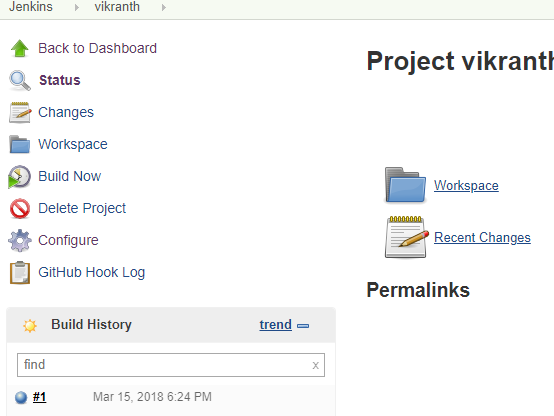 Jenkins vikranth
Back to Dashboard
Status
Changes
Workspace
Build Now
Delete Project
Configure
GitHub Hook Log
Build History trend
find x
#1 Mar 15, 2018 6:24 PM
Project vikranth
Workspace
Recent Changes
Permalinks